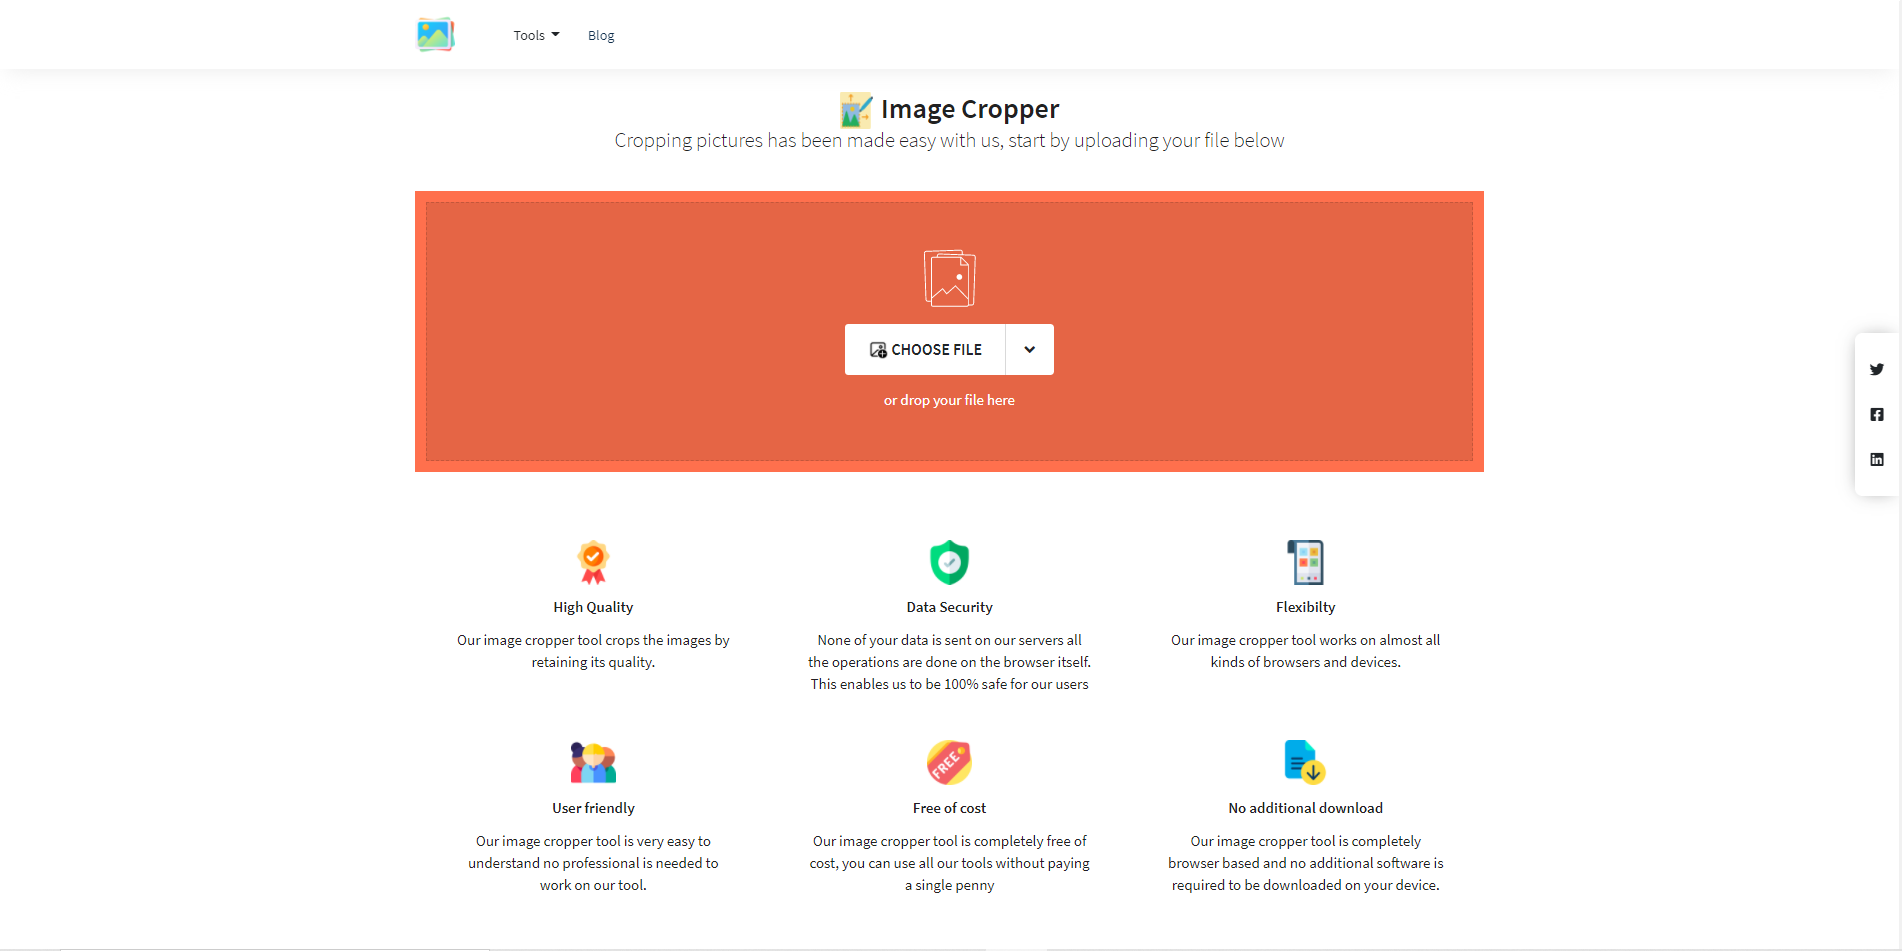 Tools
Blog
Image Cropper
Cropping pictures has been made easy with us, start by uploading your file below
CHOOSE FILE
or drop your file here
High Quality
Our image cropper tool crops the images by
retaining its quality.
Data Security
None of your data is sent on our servers all
the operations are done on the browser itself.
This enables us to be 100% safe for our users
Flexibilty
Our image cropper tool works on almost all
kinds of browsers and devices.
User friendly
Our image cropper tool is very easy to
understand no professional is needed to
work on our tool.
FREE
Free of cost
Our image cropper tool is completely free of
cost, you can use all our tools without paying
a single penny
No additional download
Our image cropper tool is completely
browser based and no additional software is
required to be downloaded on your device.